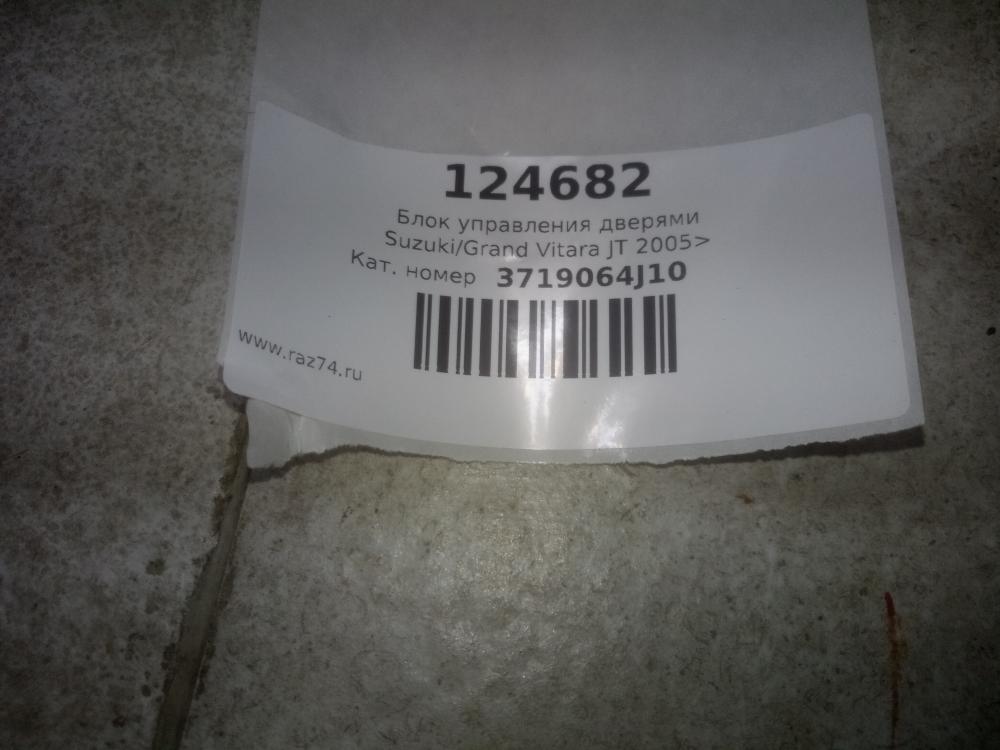 124682
Блок управления дверями
Suzuki/Grand Vitara JT 2005>
Кат. номер 3719064J10
www.raz74.ru